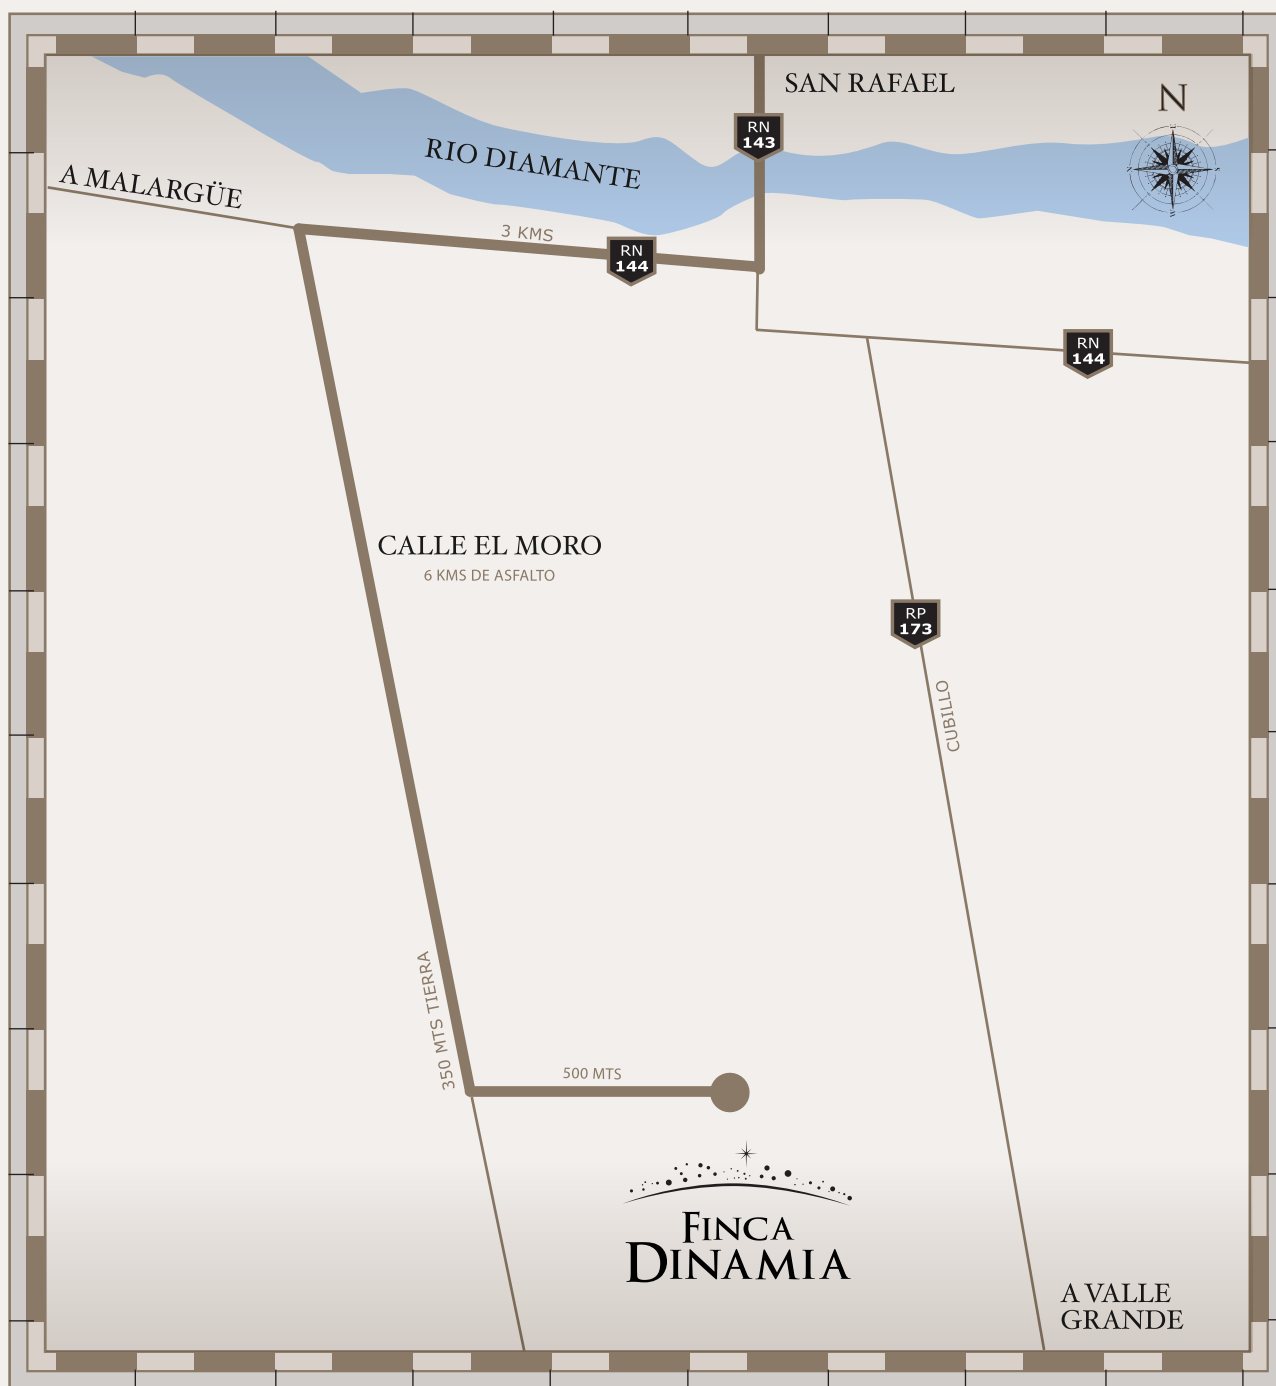 SAN RAFAEL
N
RN
143
RIO DIAMANTE
A MALARGÜE
3 KMS
RN
144
RN
144
CALLE EL MORO
6 KMS DE ASFALTO
RP
173
CUBILLO
350 MTS TIERRA
500 MTS
FINCA
DINAMIA
A VALLE
GRANDE